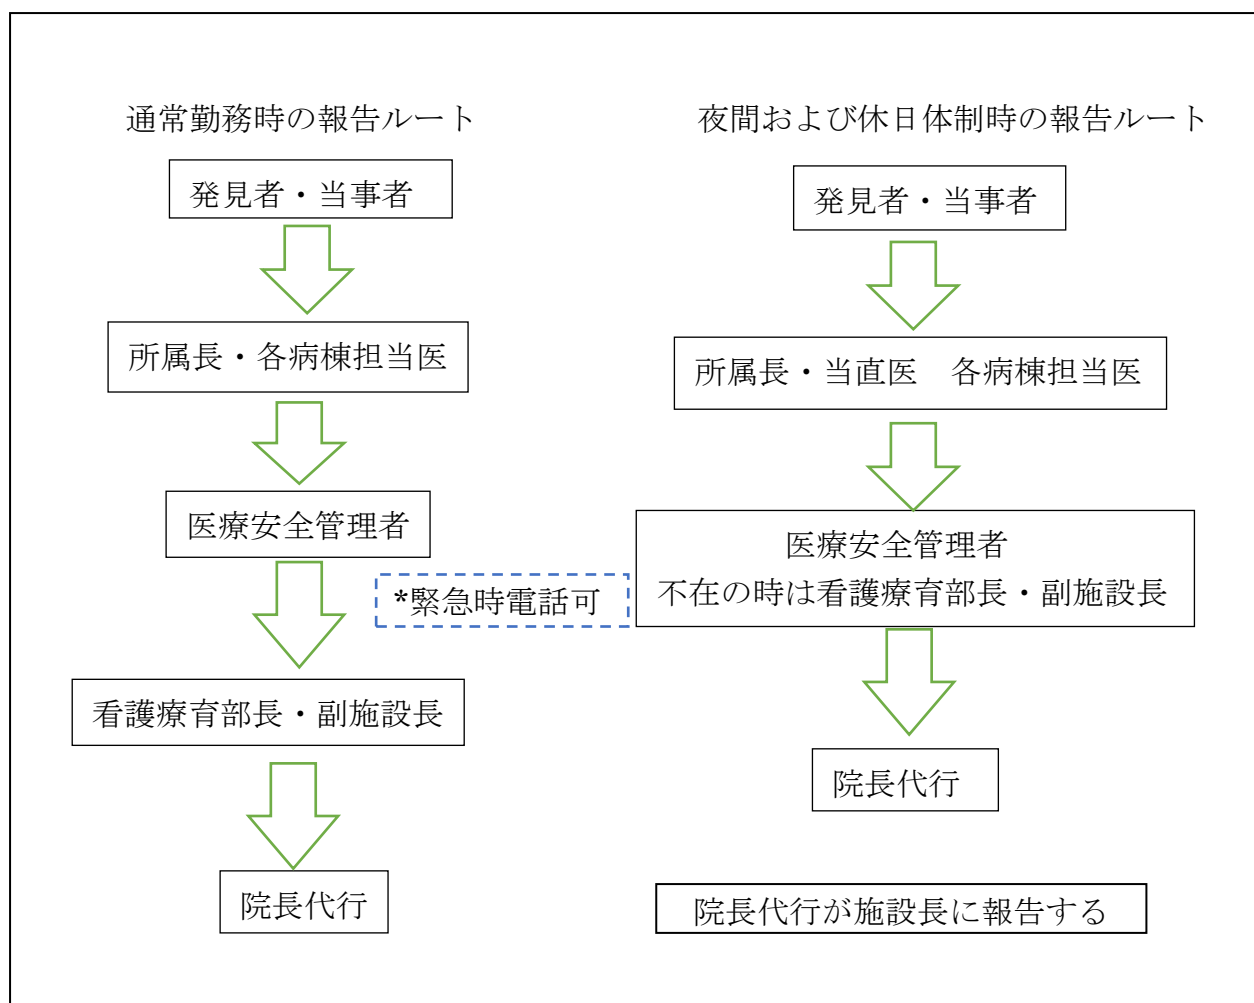 通常勤務時の報告ルート
発見者・当事者
所属長・各病棟担当医
医療安全管理者
*緊急時電話可
看護療育部長・副施設長
院長代行
夜間および休日体制時の報告ルート
発見者・当事者
所属長・当直医　各病棟担当医
医療安全管理者
不在の時は看護療育部長・副施設長
院長代行
院長代行が施設長に報告する